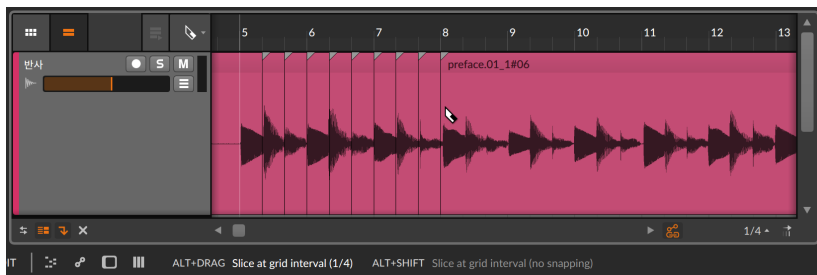 5 6 7 8 9 10 11 12 13
반사 S M
preface.01_1#06
1/4
IT ALT+DRAG Slice at grid interval (1/4) ALT+SHIFT Slice at grid interval (no snapping)